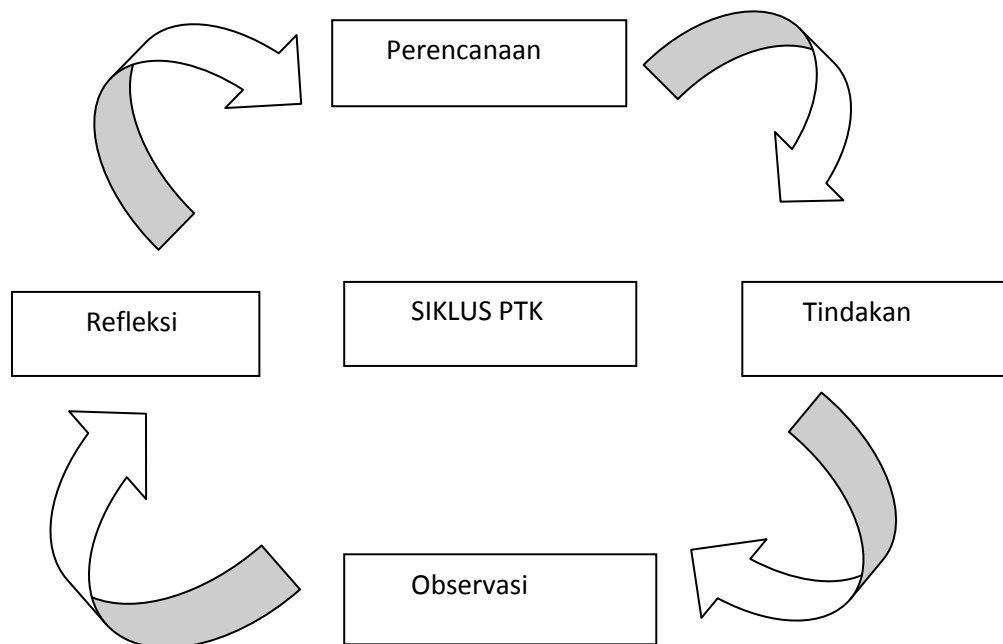 Perencanaan
Refleksi
SIKLUS PTK
Tindakan
Observasi